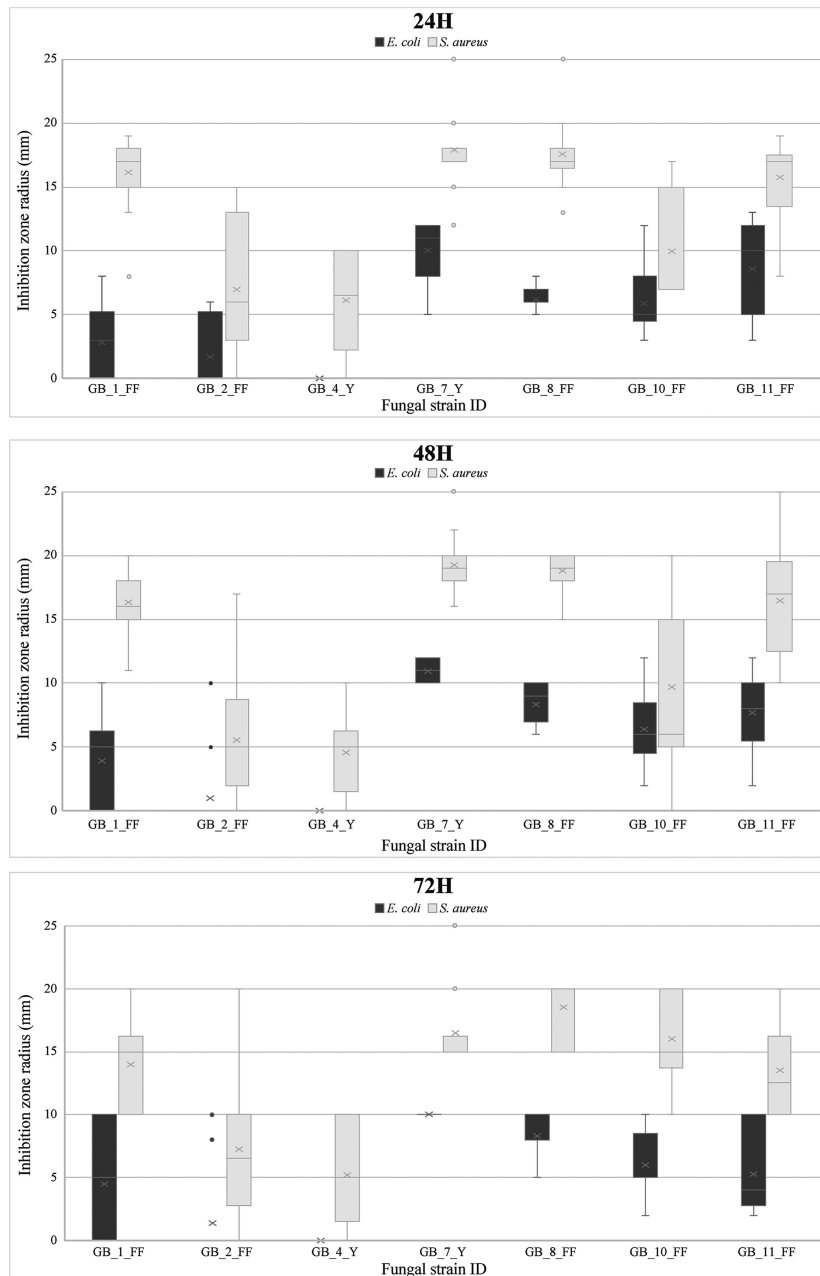 24H
E. coli S. aureus
Inhibition zone radius (mm)
25
20
15
10
5
0
GB_1_FF GB_2_FF GB_4_Y GB_7_Y GB_8_FF GB_10_FF GB_11_FF
Fungal strain ID
48H
E. coli S. aureus
Inhibition zone radius (mm)
25
20
15
10
5
0
GB_1_FF GB_2_FF GB_4_Y GB_7_Y GB_8_FF GB_10_FF GB_11_FF
Fungal strain ID
72H
E. coli S. aureus
Inhibition zone radius (mm)
25
20
15
10
5
0
GB_1_FF GB_2_FF GB_4_Y GB_7_Y GB_8_FF GB_10_FF GB_11_FF
Fungal strain ID